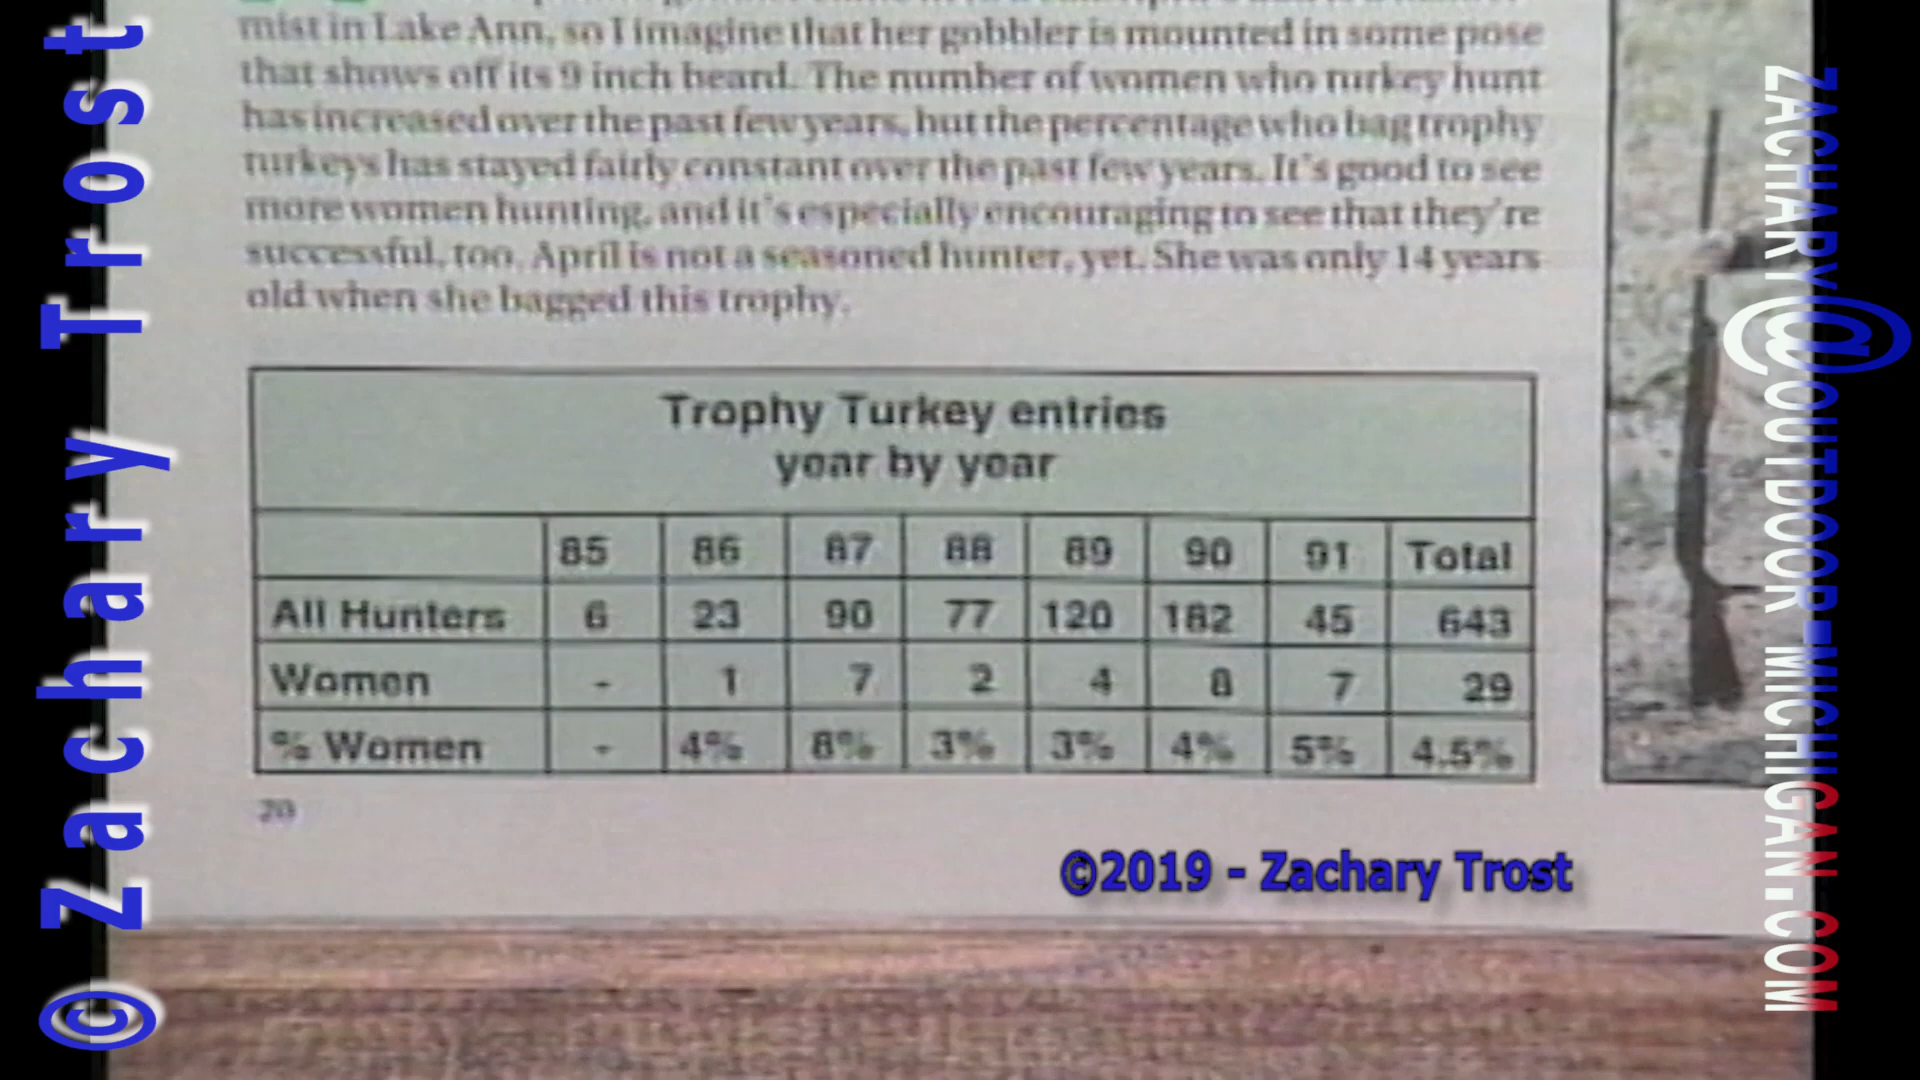 mist in Lake Ann, so I imagine that her gobbler is mounted in some pose
that shows off its 9 inch beard. The number of women who turkey hunt
has increased over the past few years, but the percentage who bag trophy
turkeys has stayed fairly constant over the past few years. It's good to see
more women hunting, and it's especially encouraging to see that they're
successful, too. April is not a seasoned hunter, yet. She was only 14 years
old when she bagged this trophy.
Trophy Turkey entries
year by year
85 86 87 88 89 90 91 Total
All Hunters 6 23 90 77 120 182 45 643
Women - 1 7 2 4 8 7 29
% Women - 4% 8% 3% 3% 4% 5% 4.5%
20
©2019 - Zachary Trost
© Zachary Trost
ZACHARY@OUTDOOR-MICHIGAN.COM